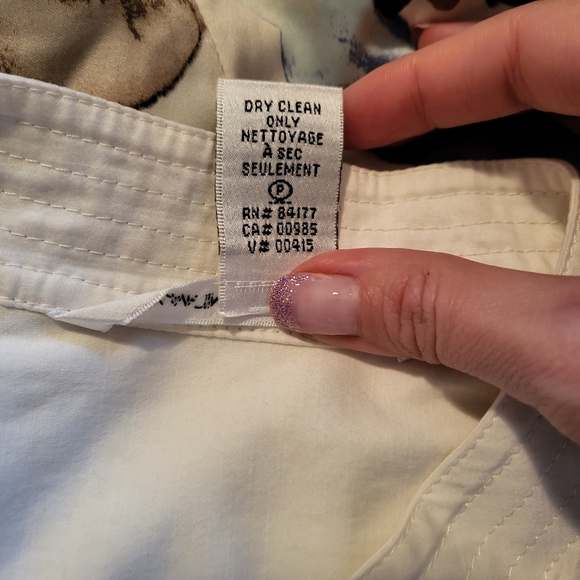 DRY CLEAN
ONLY
NETTOYAGE
À SEC
SEULEMENT
P
RN# 84177
CA# 00985
V# 00415